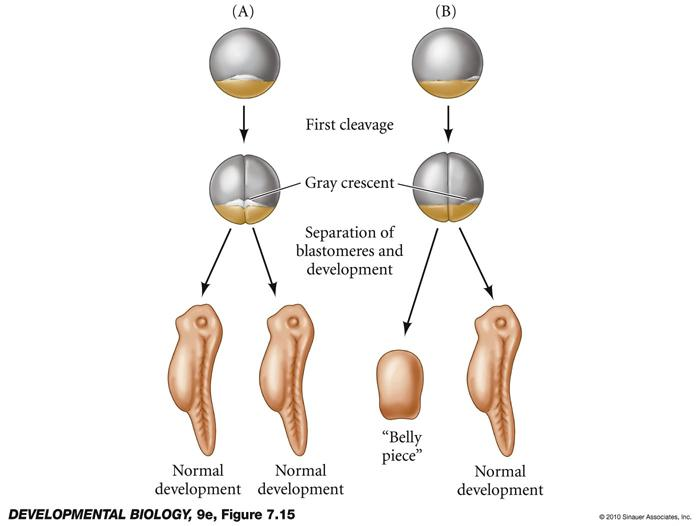 (A)
(B)
First cleavage
Gray crescent
Separation of
blastomeres and
development
"Belly
piece"
Normal
development
Normal
development
Normal
development
DEVELOPMENTAL BIOLOGY, 9e, Figure 7.15
© 2010 Sinauer Associates, Inc.